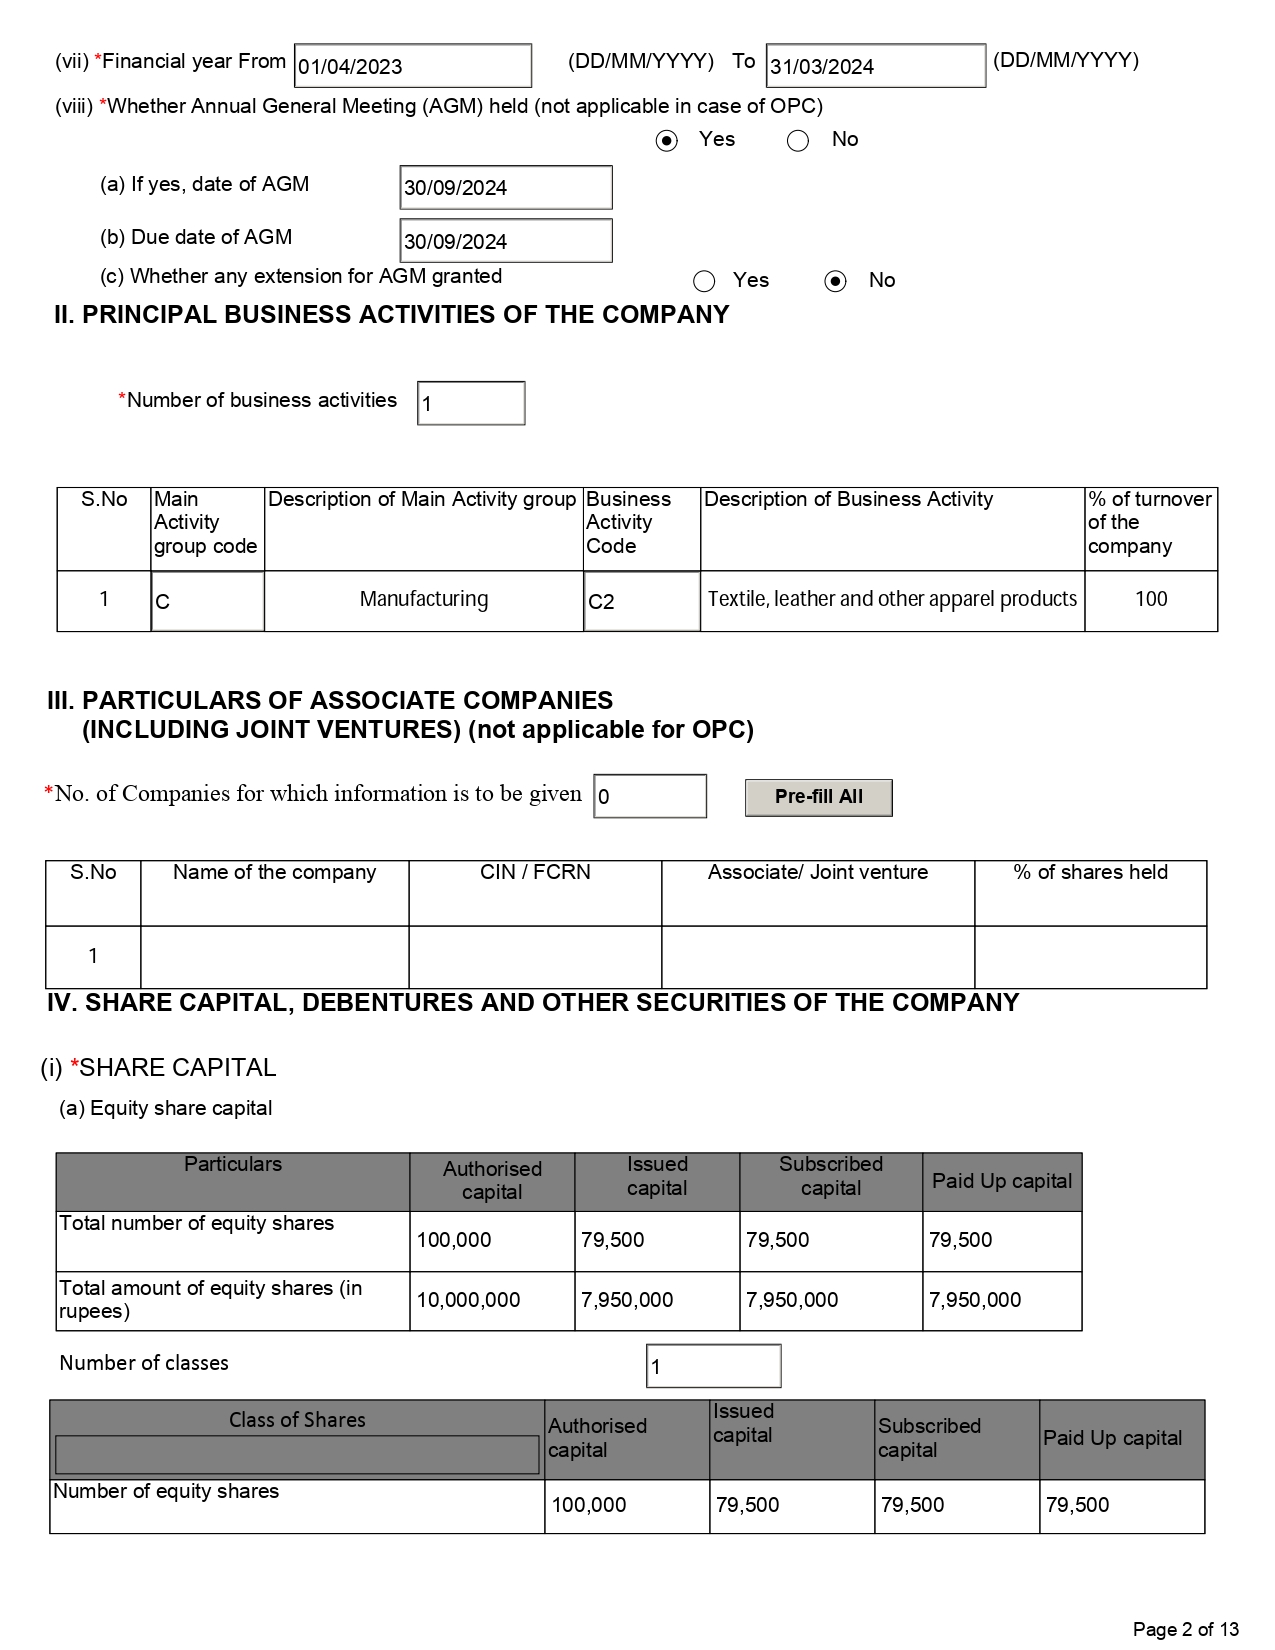 (vii) *Financial year From 01/04/2023 (DD/MM/YYYY) To 31/03/2024 (DD/MM/YYYY)
(viii) *Whether Annual General Meeting (AGM) held (not applicable in case of OPC)
Yes No
(a) If yes, date of AGM 30/09/2024
(b) Due date of AGM 30/09/2024
(c) Whether any extension for AGM granted Yes No
II. PRINCIPAL BUSINESS ACTIVITIES OF THE COMPANY
*Number of business activities 1
S.No Main Activity group code Description of Main Activity group Business Activity Code Description of Business Activity % of turnover of the company
1 C Manufacturing C2 Textile, leather and other apparel products 100
III. PARTICULARS OF ASSOCIATE COMPANIES
(INCLUDING JOINT VENTURES) (not applicable for OPC)
*No. of Companies for which information is to be given 0 Pre-fill All
S.No Name of the company CIN / FCRN Associate/ Joint venture % of shares held
1
IV. SHARE CAPITAL, DEBENTURES AND OTHER SECURITIES OF THE COMPANY
(i) *SHARE CAPITAL
(a) Equity share capital
Particulars Authorised capital Issued capital Subscribed capital Paid Up capital
Total number of equity shares 100,000 79,500 79,500 79,500
Total amount of equity shares (in rupees) 10,000,000 7,950,000 7,950,000 7,950,000
Number of classes 1
Class of Shares Authorised capital Issued capital Subscribed capital Paid Up capital
Number of equity shares 100,000 79,500 79,500 79,500
Page 2 of 13